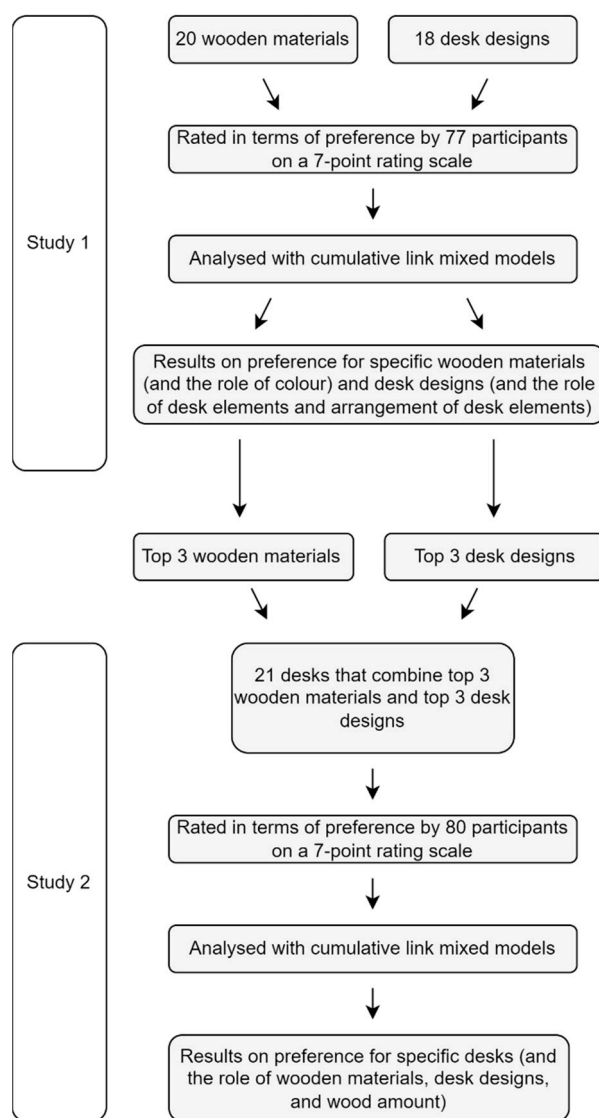 20 wooden materials
18 desk designs
Rated in terms of preference by 77 participants
on a 7-point rating scale
Study 1
Analysed with cumulative link mixed models
Results on preference for specific wooden materials
(and the role of colour) and desk designs (and the role
of desk elements and arrangement of desk elements)
Top 3 wooden materials
Top 3 desk designs
21 desks that combine top 3
wooden materials and top 3 desk
designs
Rated in terms of preference by 80 participants
on a 7-point rating scale
Study 2
Analysed with cumulative link mixed models
Results on preference for specific desks (and
the role of wooden materials, desk designs,
and wood amount)